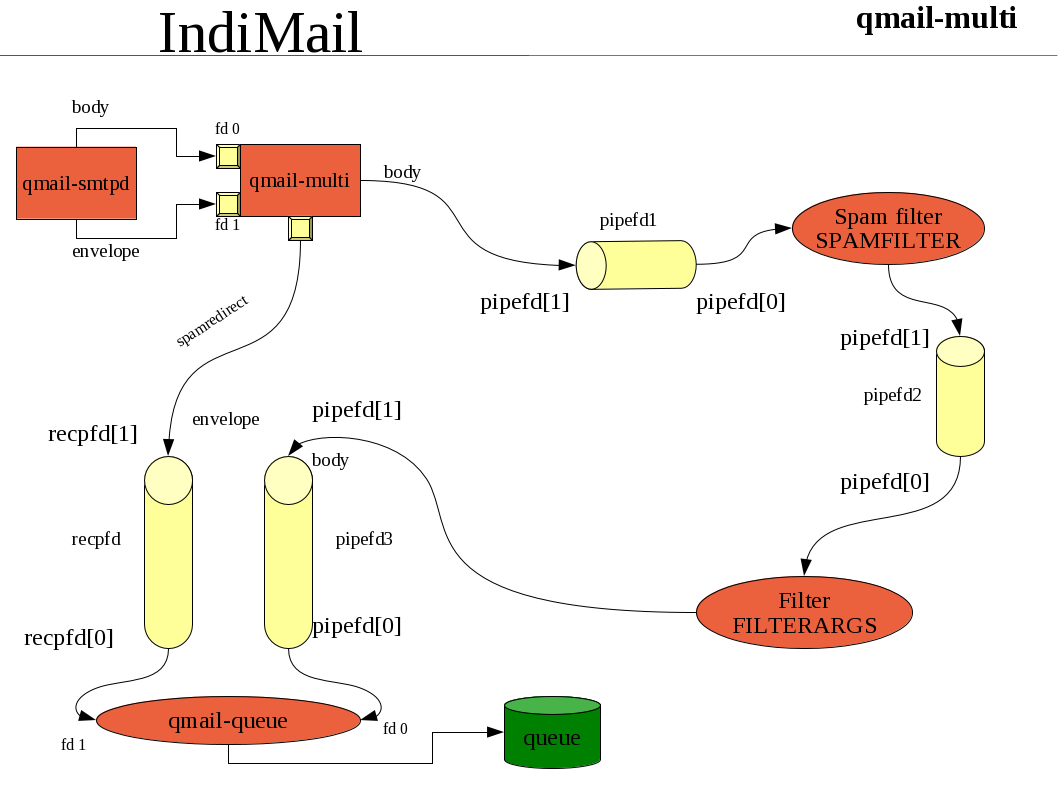 IndiMail
qmail-multi
body
fd 0
qmail-smtpd
qmail-multi
body
fd 1
envelope
pipefd1
Spam filter
SPAMFILTER
pipefd[1]
pipefd[0]
spamredirect
pipefd[1]
pipefd2
pipefd[0]
envelope
pipefd[1]
recpfd[1]
body
recpfd
pipefd3
recpfd[0]
pipefd[0]
Filter
FILTERARGS
qmail-queue
fd 1
fd 0
queue